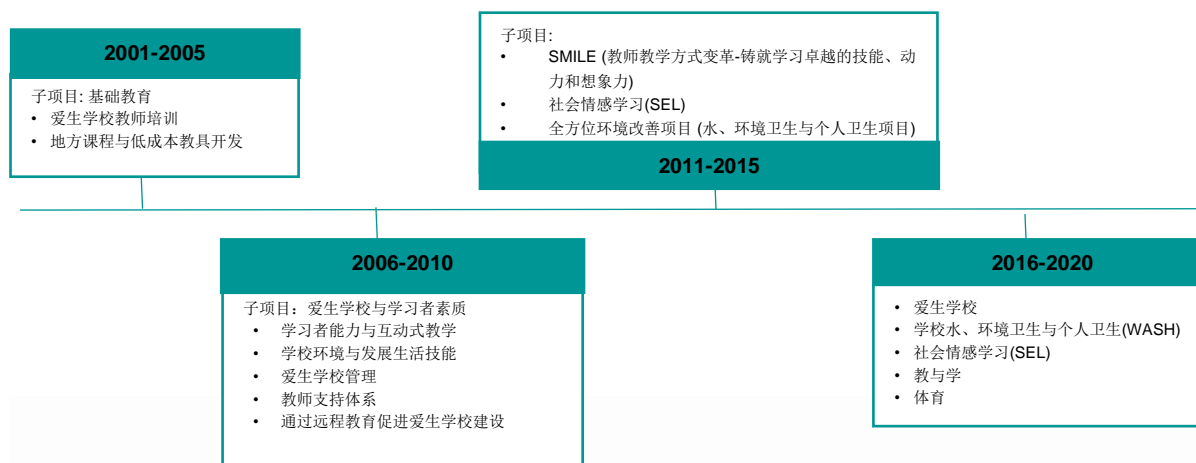 2001-2005
子项目: 基础教育
• 爱生学校教师培训
• 地方课程与低成本教具开发
2006-2010
子项目：爱生学校与学习者素质
• 学习者能力与互动式教学
• 学校环境与发展生活技能
• 爱生学校管理
• 教师支持体系
• 通过远程教育促进爱生学校建设
子项目:
• SMILE (教师教学方式变革-铸就学习卓越的技能、动
力和想象力)
• 社会情感学习(SEL)
• 全方位环境改善项目 (水、环境卫生与个人卫生项目)
2011-2015
2016-2020
• 爱生学校
• 学校水、环境卫生与个人卫生(WASH)
• 社会情感学习(SEL)
• 教与学
• 体育